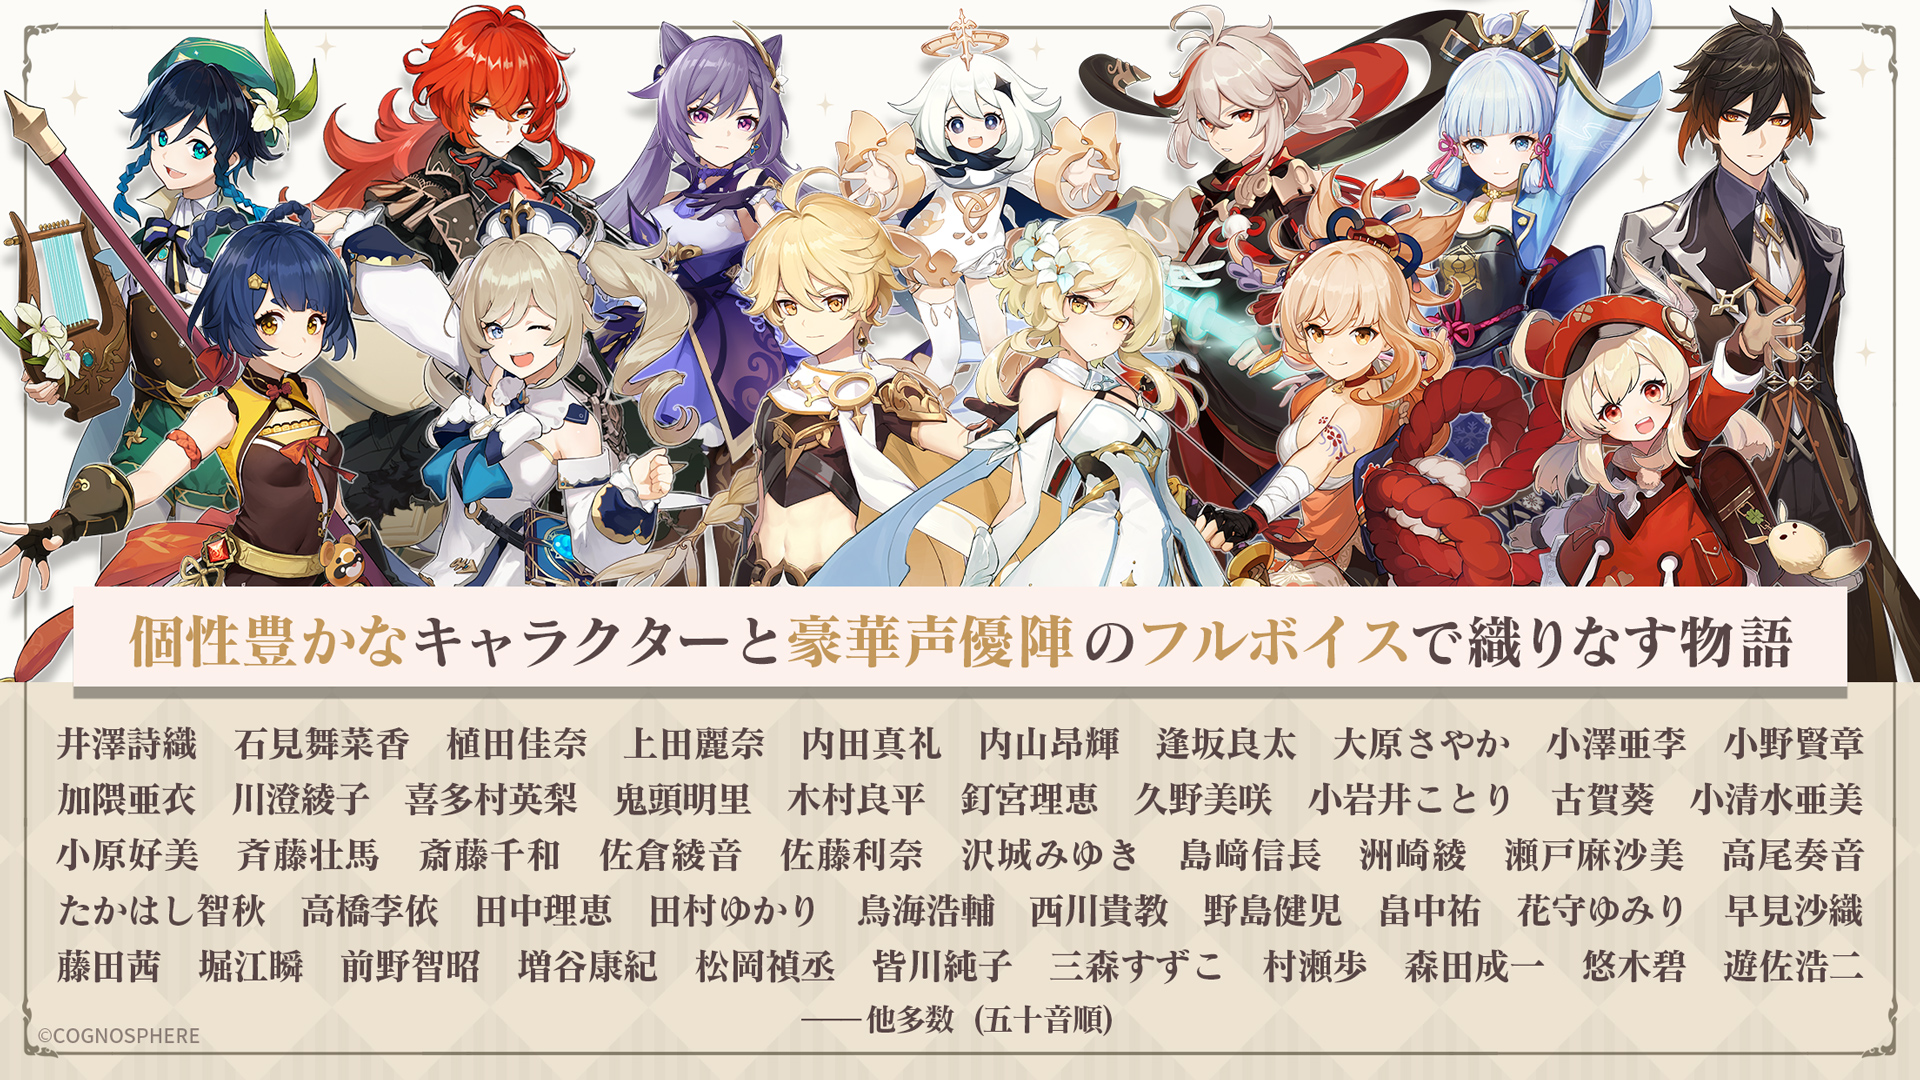 個性豊かなキャラクターと豪華声優陣のフルボイスで織りなす物語
井澤詩織 石見舞菜香 植田佳奈 上田麗奈 内田真礼 内山昂輝 逢坂良太 大原さやか 小澤亜李 小野賢章
加隈亜衣 川澄綾子 喜多村英梨 鬼頭明里 木村良平 釘宮理恵 久野美咲 小岩井ことり 古賀葵 小清水亜美
小原好美 斉藤壮馬 斎藤千和 佐倉綾音 佐藤利奈 沢城みゆき 島﨑信長 洲崎綾 瀬戸麻沙美 高尾奏音
たかはし智秋 高橋李依 田中理恵 田村ゆかり 鳥海浩輔 西川貴教 野島健児 畠中祐 花守ゆみり 早見沙織
藤田茜 堀江瞬 前野智昭 増谷康紀 松岡禎丞 皆川純子 三森すずこ 村瀬歩 森田成一 悠木碧 遊佐浩二
——他多数 (五十音順)
©COGNOSPHERE